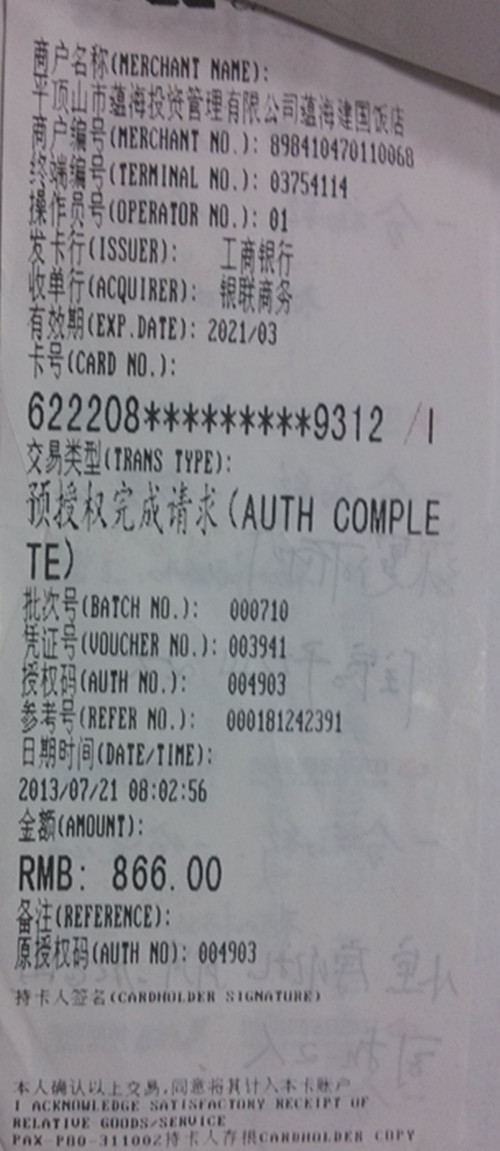 商户名称(MERCHANT NAME):
平顶山市蕴海投资管理有限公司蕴海建国饭店
商户编号(MERCHANT NO.): 898410470110068
终端编号(TERMINAL NO.): 03754114
操作员号(OPERATOR NO.): 01
发卡行(ISSUER): 工商银行
收单行(ACQUIRER): 银联商务
有效期(EXP.DATE): 2021/03
卡号(CARD NO.):
622208*********9312 /I
交易类型(TRANS TYPE):
预授权完成请求(AUTH COMPLE
TE)
批次号(BATCH NO.): 000710
凭证号(VOUCHER NO.): 003941
授权码(AUTH NO.): 004903
参考号(REFER NO.): 000181242391
日期时间(DATE/TIME):
2013/07/21 08:02:56
金额(AMOUNT):
RMB: 866.00
备注(REFERENCE):
原授权码(AUTH NO): 004903
持卡人签名(CARDHOLDER SIGNATURE)
本人确认以上交易,同意将其计入本卡账户
I ACKNOWLEDGE SATISFACTORY RECEIPT OF
RELATIVE GOODS/SERVICE
PAX-P80-311002持卡人存根CARDHOLDER COPY